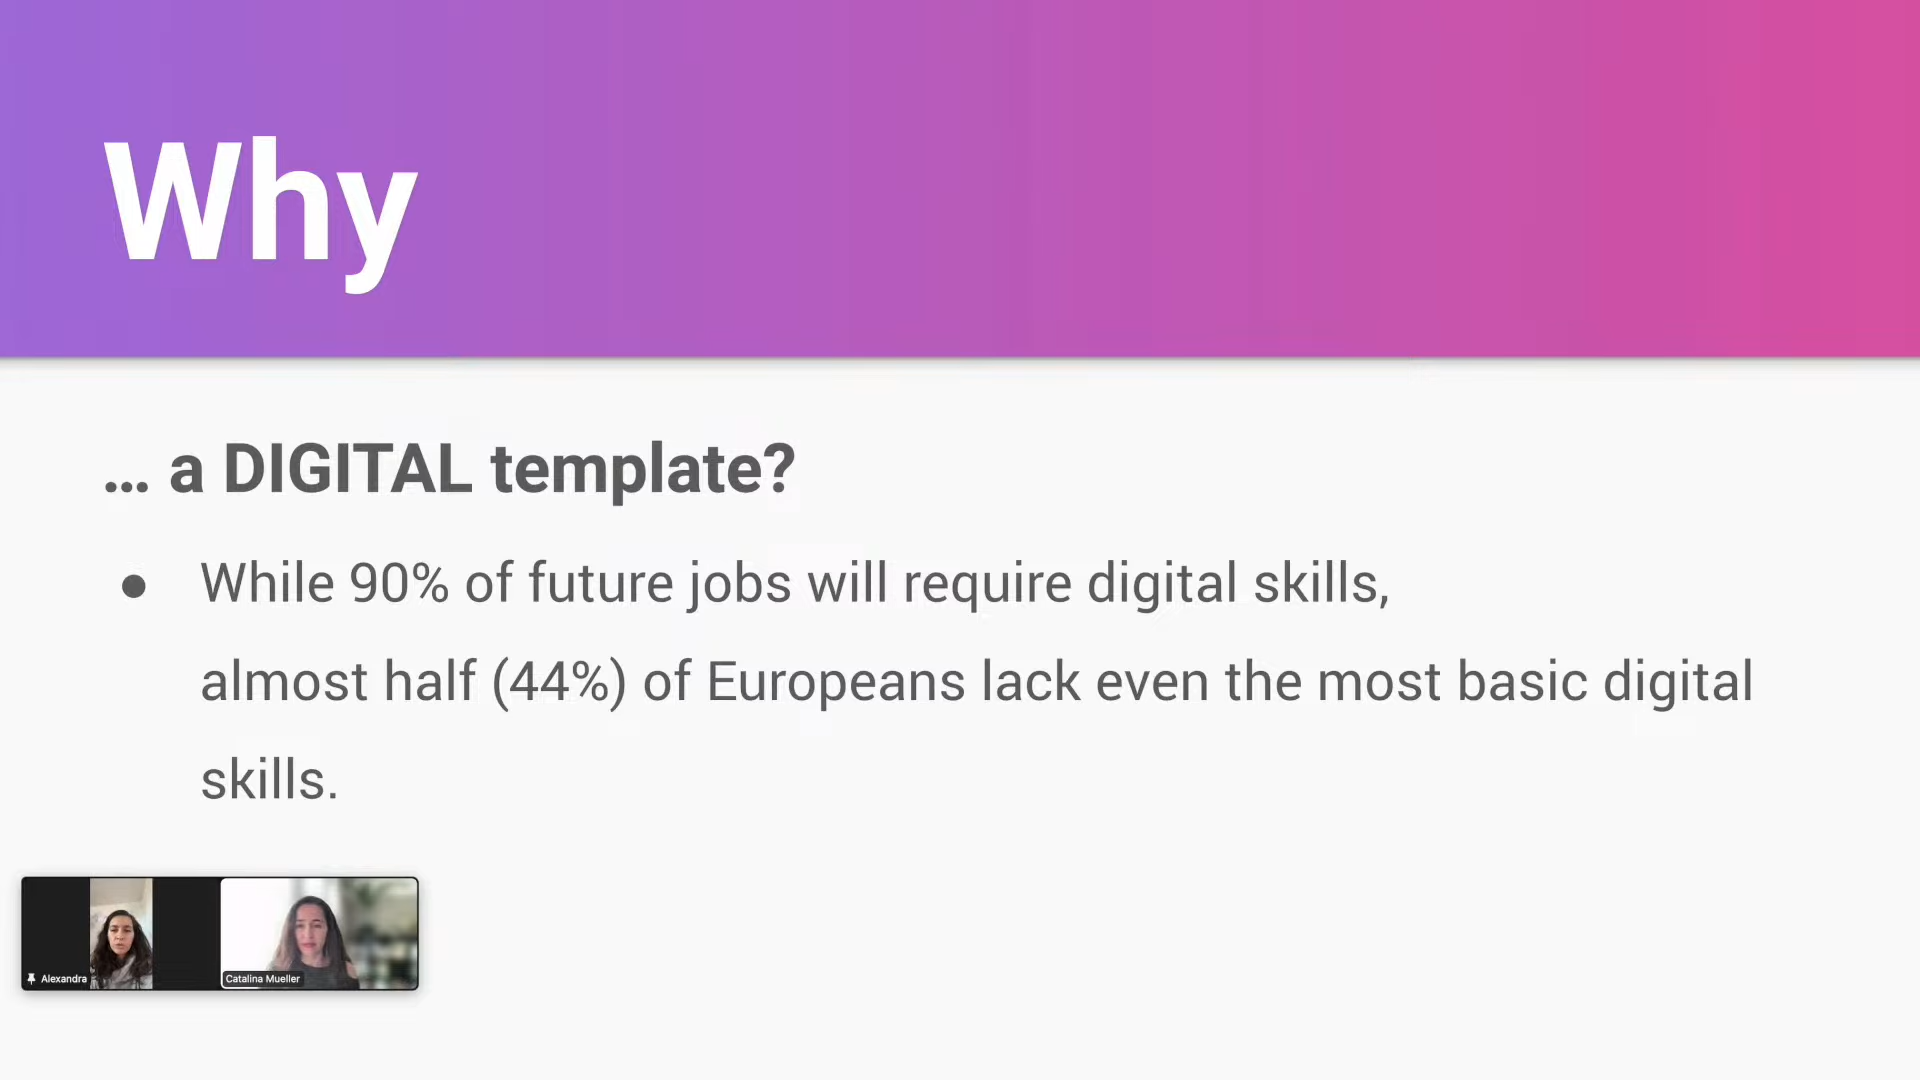 Why
... a DIGITAL template?
● While 90% of future jobs will require digital skills,
almost half (44%) of Europeans lack even the most basic digital
skills.
Alexandra
Catalina Mueller